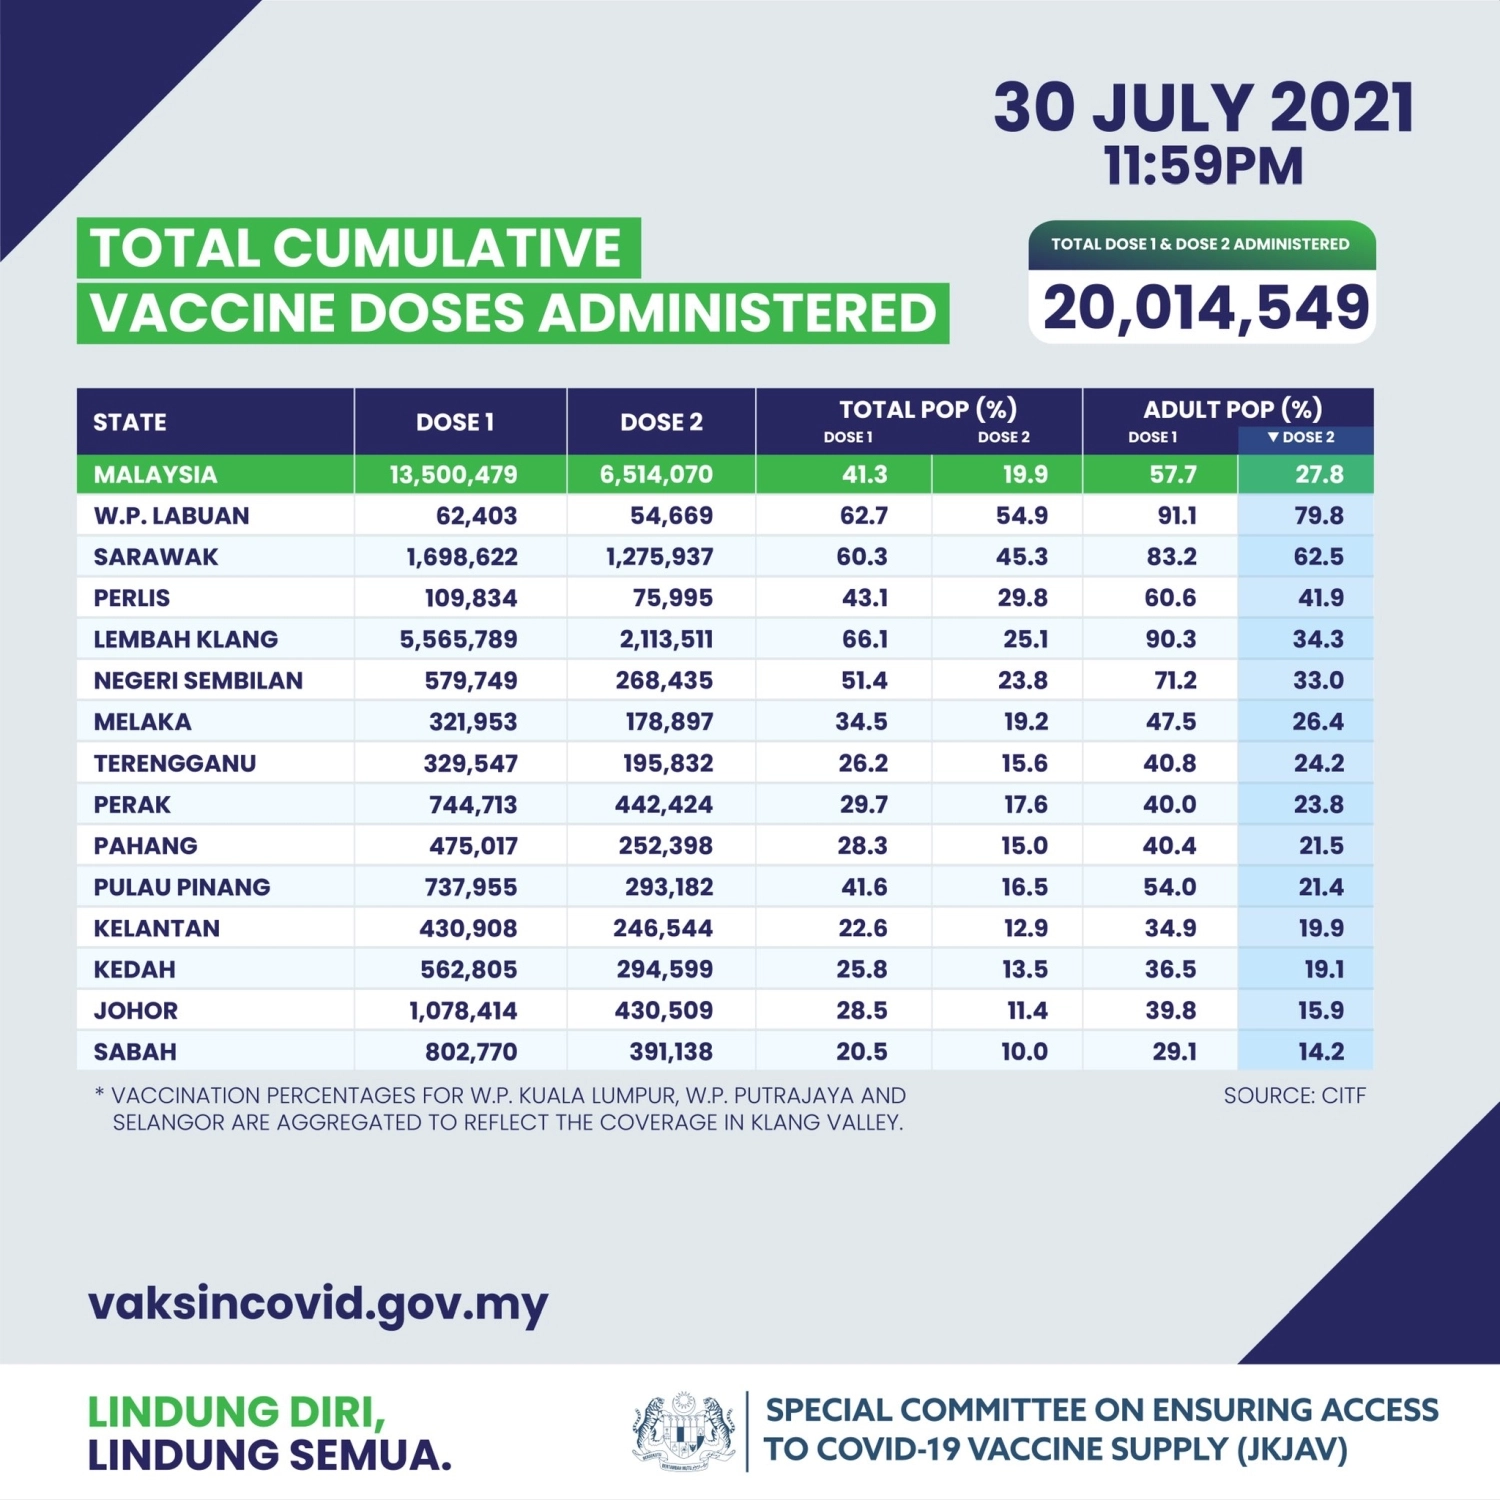 30 JULY 2021
11:59PM
TOTAL CUMULATIVE
VACCINE DOSES ADMINISTERED
TOTAL DOSE 1 & DOSE 2 ADMINISTERED
20,014,549
STATE DOSE 1 DOSE 2 TOTAL POP (%) ADULT POP (%)
DOSE 1 DOSE 2 DOSE 1 ▼ DOSE 2
MALAYSIA 13,500,479 6,514,070 41.3 19.9 57.7 27.8
W.P. LABUAN 62,403 54,669 62.7 54.9 91.1 79.8
SARAWAK 1,698,622 1,275,937 60.3 45.3 83.2 62.5
PERLIS 109,834 75,995 43.1 29.8 60.6 41.9
LEMBAH KLANG 5,565,789 2,113,511 66.1 25.1 90.3 34.3
NEGERI SEMBILAN 579,749 268,435 51.4 23.8 71.2 33.0
MELAKA 321,953 178,897 34.5 19.2 47.5 26.4
TERENGGANU 329,547 195,832 26.2 15.6 40.8 24.2
PERAK 744,713 442,424 29.7 17.6 40.0 23.8
PAHANG 475,017 252,398 28.3 15.0 40.4 21.5
PULAU PINANG 737,955 293,182 41.6 16.5 54.0 21.4
KELANTAN 430,908 246,544 22.6 12.9 34.9 19.9
KEDAH 562,805 294,599 25.8 13.5 36.5 19.1
JOHOR 1,078,414 430,509 28.5 11.4 39.8 15.9
SABAH 802,770 391,138 20.5 10.0 29.1 14.2
* VACCINATION PERCENTAGES FOR W.P. KUALA LUMPUR, W.P. PUTRAJAYA AND
SELANGOR ARE AGGREGATED TO REFLECT THE COVERAGE IN KLANG VALLEY.
SOURCE: CITF
vaksincovid.gov.my
LINDUNG DIRI,
LINDUNG SEMUA.
SPECIAL COMMITTEE ON ENSURING ACCESS
TO COVID-19 VACCINE SUPPLY (JKJAV)